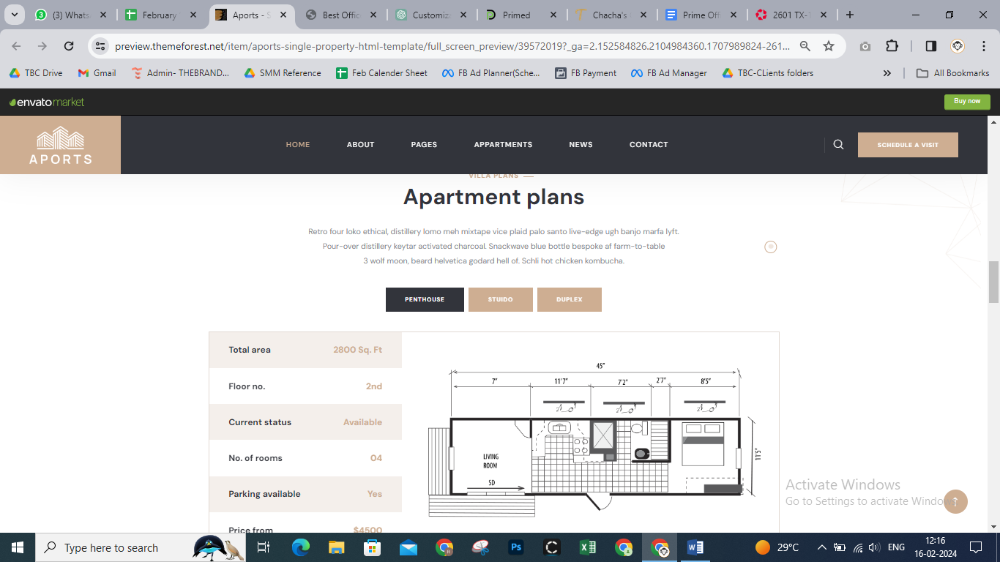 (3) Whats
February
Aports - S
Best Offic
Customiz
Primed
Chacha's
Prime Off
2601 TX-
preview.themeforest.net/item/aports-single-property-html-template/full_screen_preview/39572019?_ga=2.152584826.2104984360.1707989824-261...
TBC Drive
Gmail
Admin- THEBRAND...
SMM Reference
Feb Calender Sheet
FB Ad Planner(Sche...
FB Payment
FB Ad Manager
TBC-CLients folders
All Bookmarks
envatomarket
Buy now
APORTS
HOME
ABOUT
PAGES
APPARTMENTS
NEWS
CONTACT
SCHEDULE A VISIT
VILLA PLANS
Apartment plans
Retro four loko ethical, distillery lomo meh mixtape vice plaid palo santo live-edge ugh banjo marfa lyft.
Pour-over distillery keytar activated charcoal. Snackwave blue bottle bespoke af farm-to-table
3 wolf moon, beard helvetica godard hell of. Schli hot chicken kombucha.
PENTHOUSE
STUIDO
DUPLEX
Total area 2800 Sq. Ft
Floor no. 2nd
Current status Available
No. of rooms 04
Parking available Yes
Price from $4500
45"
7" 11'7" 7'2" 2'7" 8'5"
LIVING
ROOM
SD
11'5"
Activate Windows
Go to Settings to activate Windows
Type here to search
29°C
ENG
12:16
16-02-2024